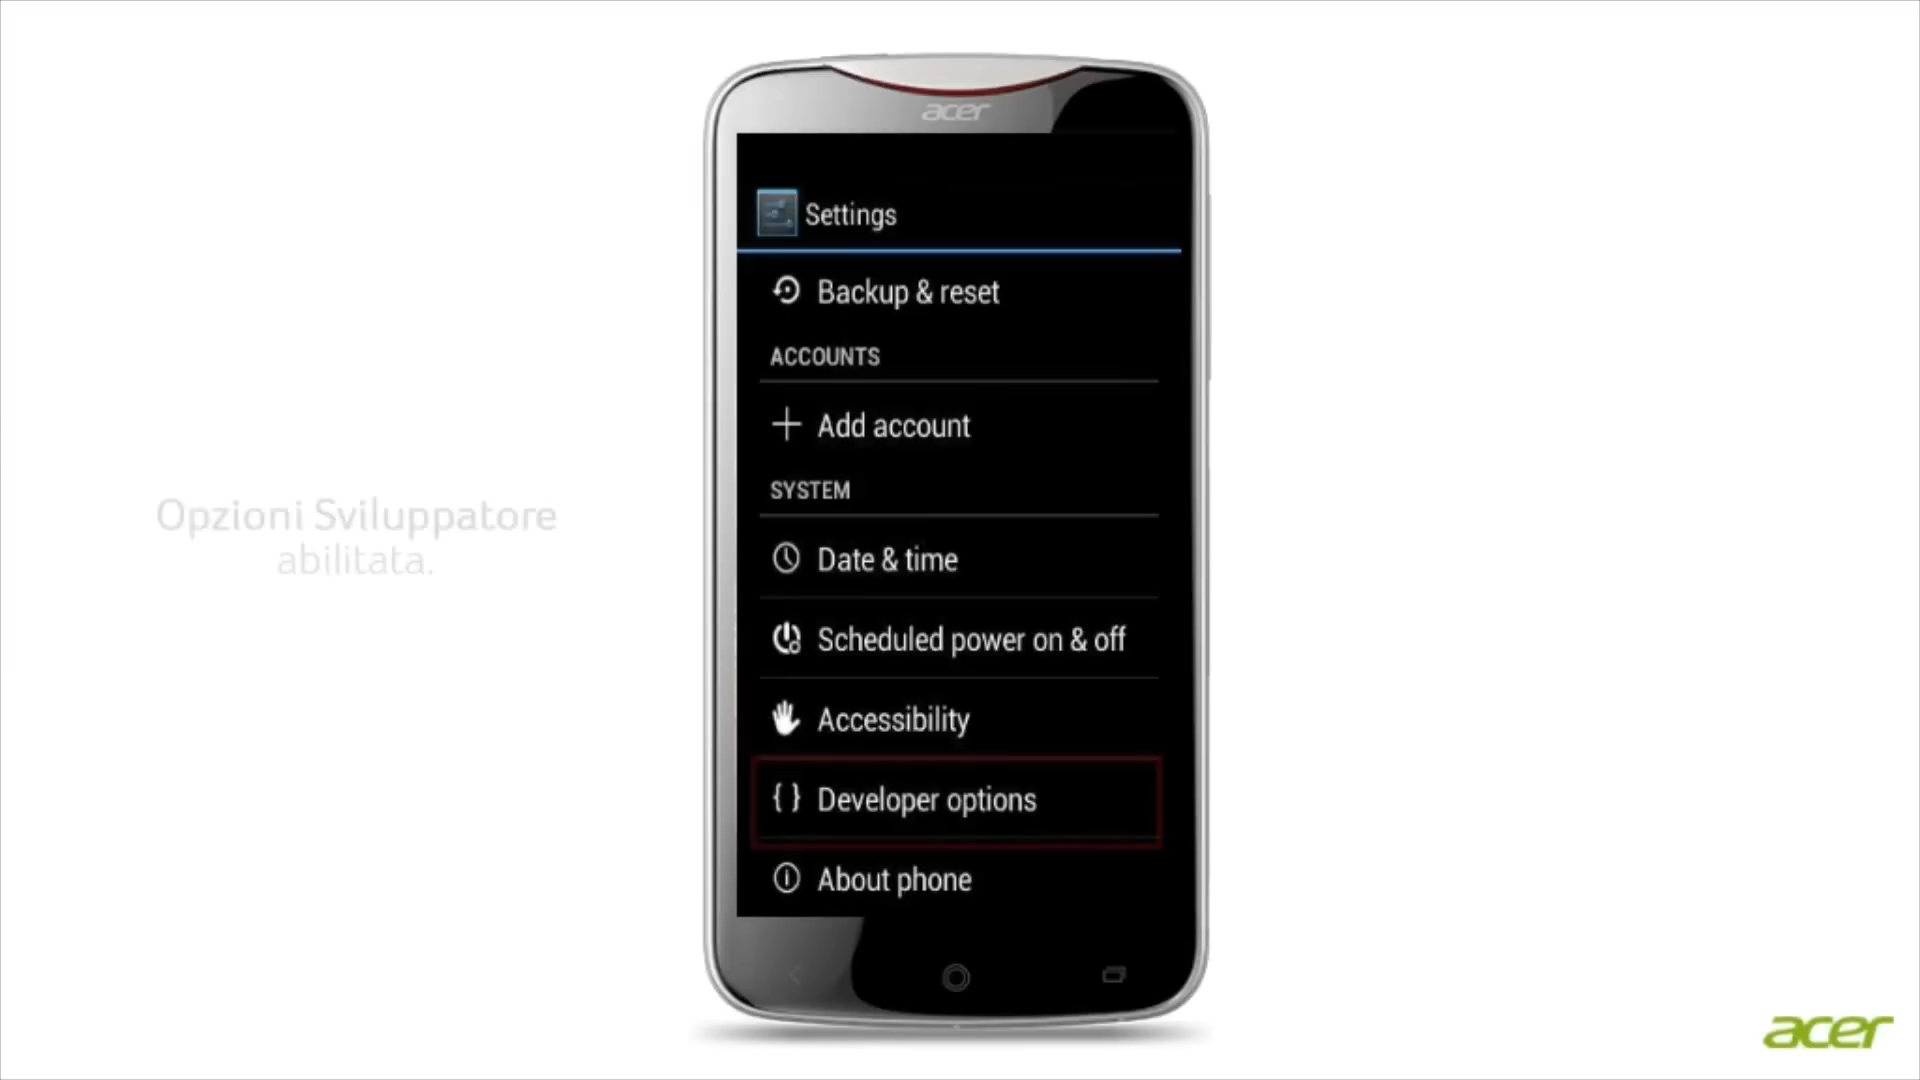 acer
Settings
Backup & reset
ACCOUNTS
Add account
SYSTEM
Opzioni Sviluppatore
abilitata.
Date & time
Scheduled power on & off
Accessibility
{ } Developer options
About phone
acer